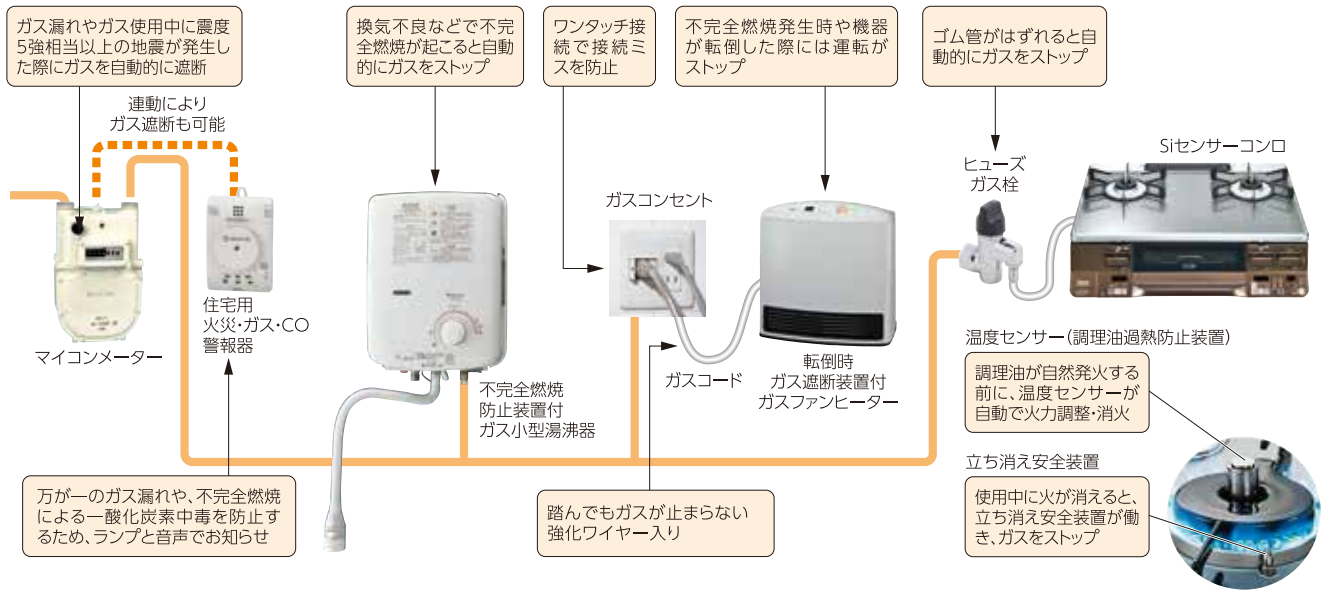 ガス漏れやガス使用中に震度
5強相当以上の地震が発生し
た際にガスを自動的に遮断
換気不良などで不完
全燃焼が起こると自動
的にガスをストップ
ワンタッチ接
続で接続ミ
スを防止
不完全燃焼発生時や機器
が転倒した際には運転が
ストップ
ゴム管がはずれると自
動的にガスをストップ
連動により
ガス遮断も可能
Siセンサーコンロ
ヒューズ
ガス栓
ガスコンセント
住宅用
火災・ガス・CO
警報器
マイコンメーター
ガスコード
転倒時
ガス遮断装置付
ガスファンヒーター
不完全燃焼
防止装置付
ガス小型湯沸器
温度センサー(調理油過熱防止装置)
調理油が自然発火する
前に、温度センサーが
自動で火力調整・消火
立ち消え安全装置
使用中に火が消えると、
立ち消え安全装置が働
き、ガスをストップ
万が一のガス漏れや、不完全燃焼
による一酸化炭素中毒を防止す
るため、ランプと音声でお知らせ
踏んでもガスが止まらない
強化ワイヤー入り